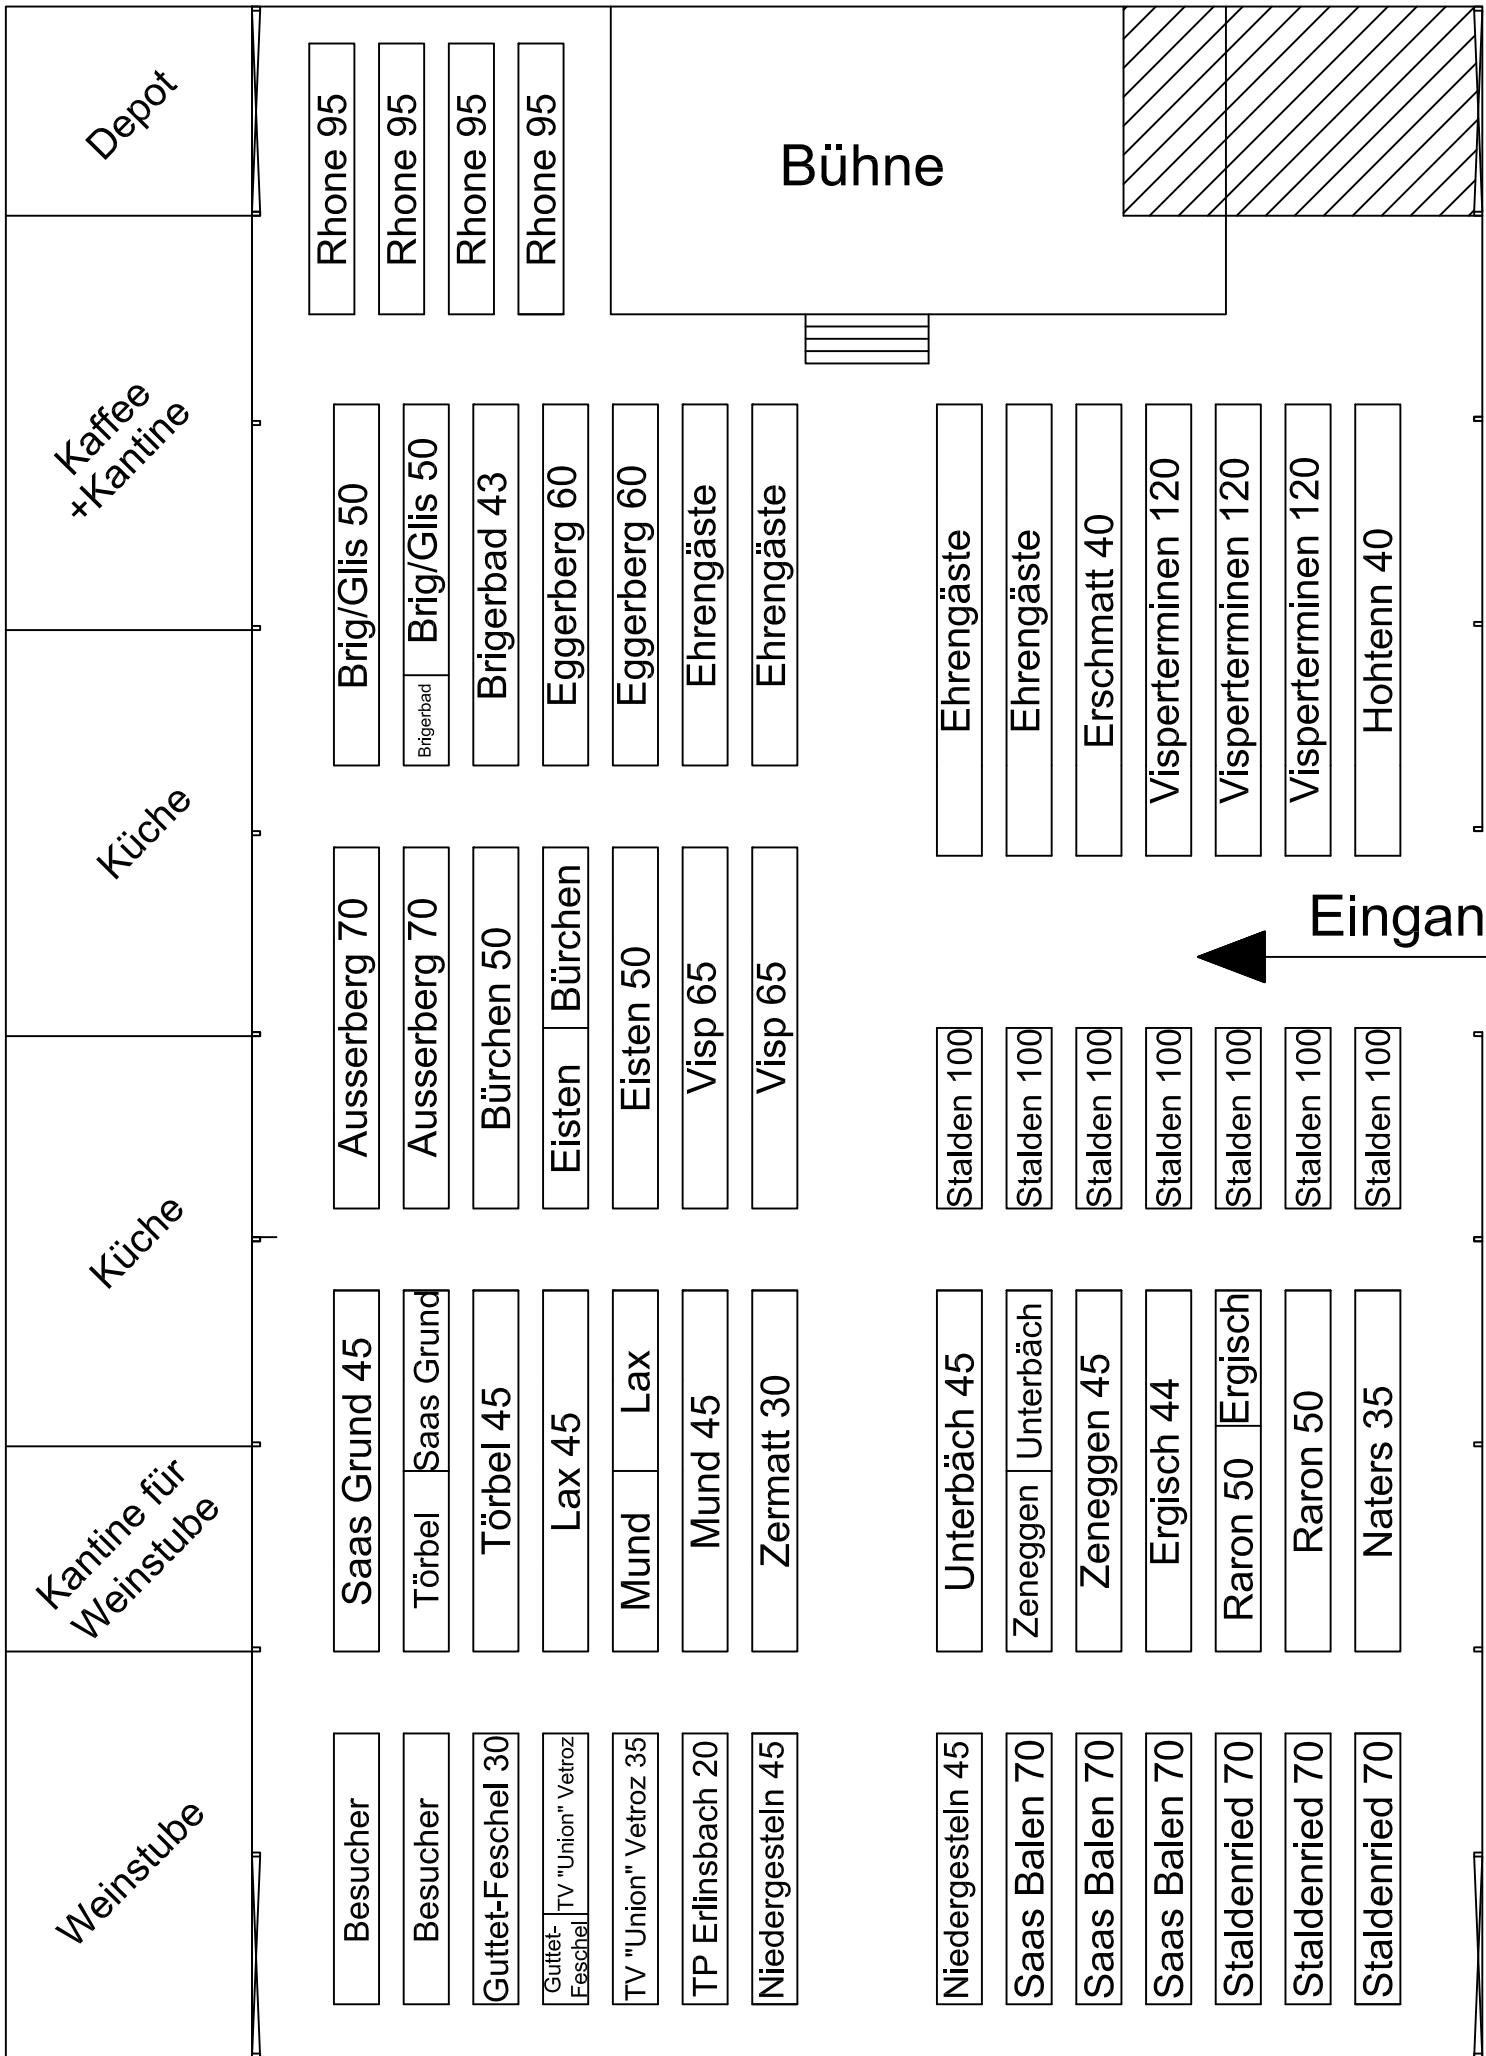 Depot
Kaffee
+Kantine
Küche
Küche
Kantine für
Weinstube
Weinstube
Rhone 95
Rhone 95
Rhone 95
Rhone 95
Bühne
Brig/Glis 50
Brig/Glis 50
Brigerbad
Brigerbad 43
Eggerberg 60
Eggerberg 60
Ehrengäste
Ehrengäste
Ehrengäste
Ehrengäste
Erschmatt 40
Visperterminen 120
Visperterminen 120
Visperterminen 120
Hohtenn 40
Eingan
Ausserberg 70
Ausserberg 70
Bürchen 50
Bürchen
Eisten
Eisten 50
Visp 65
Visp 65
Stalden 100
Stalden 100
Stalden 100
Stalden 100
Stalden 100
Stalden 100
Stalden 100
Saas Grund 45
Saas Grund
Törbel
Törbel 45
Lax 45
Lax
Mund
Mund 45
Zermatt 30
Unterbäch 45
Unterbäch
Zeneggen
Zeneggen 45
Ergisch 44
Ergisch
Raron 50
Raron 50
Naters 35
Besucher
Besucher
Guttet-Feschel 30
TV "Union" Vetroz
Guttet-
Feschel
TV "Union" Vetroz 35
TP Erlinsbach 20
Niedergesteln 45
Niedergesteln 45
Saas Balen 70
Saas Balen 70
Saas Balen 70
Staldenried 70
Staldenried 70
Staldenried 70